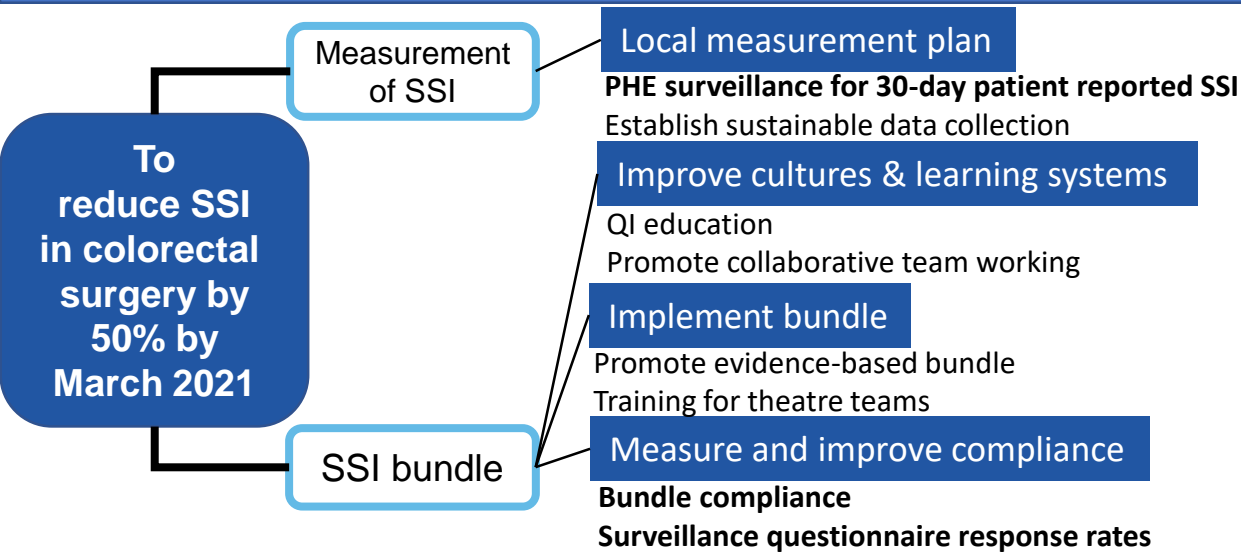 To
reduce SSI
in colorectal
surgery by
50% by
March 2021
Measurement
of SSI
Local measurement plan
PHE surveillance for 30-day patient reported SSI
Establish sustainable data collection
SSI bundle
Improve cultures & learning systems
QI education
Promote collaborative team working
Implement bundle
Promote evidence-based bundle
Training for theatre teams
Measure and improve compliance
Bundle compliance
Surveillance questionnaire response rates